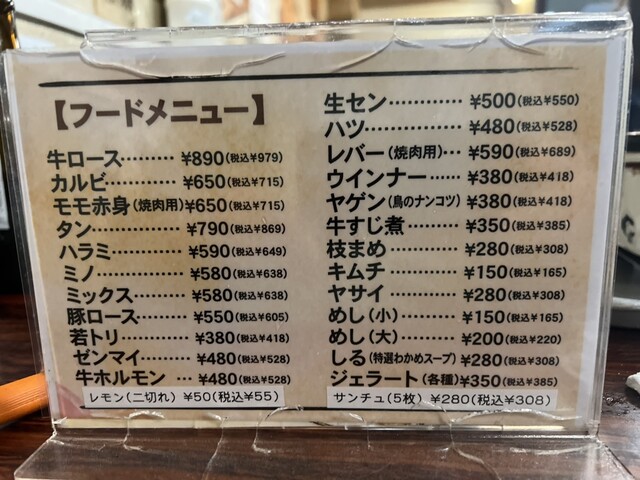 【フードメニュー】
牛ロース‥‥‥ ¥890(税込¥979)
カルビ‥‥‥‥ ¥650(税込¥715)
モモ赤身(焼肉用)¥650(税込¥715)
タン‥‥‥‥‥ ¥790(税込¥869)
ハラミ‥‥‥‥ ¥590(税込¥649)
ミノ‥‥‥‥‥ ¥580(税込¥638)
ミックス‥‥‥ ¥580(税込¥638)
豚ロース‥‥‥ ¥550(税込¥605)
若トリ‥‥‥‥ ¥380(税込¥418)
ゼンマイ‥‥‥ ¥480(税込¥528)
牛ホルモン‥‥ ¥480(税込¥528)
レモン(二切れ) ¥50(税込¥55)
生セン‥‥‥‥ ¥500(税込¥550)
ハツ‥‥‥‥‥ ¥480(税込¥528)
レバー(焼肉用)‥ ¥590(税込¥689)
ウインナー‥‥ ¥380(税込¥418)
ヤゲン(鳥のナンコツ) ¥380(税込¥418)
牛すじ煮‥‥‥ ¥350(税込¥385)
枝まめ‥‥‥‥ ¥280(税込¥308)
キムチ‥‥‥‥ ¥150(税込¥165)
ヤサイ‥‥‥‥ ¥280(税込¥308)
めし(小)‥‥‥ ¥150(税込¥165)
めし(大)‥‥‥ ¥200(税込¥220)
しる(特選わかめスープ) ¥280(税込¥308)
ジェラート(各種)¥350(税込¥385)
サンチュ(5枚) ¥280(税込¥308)